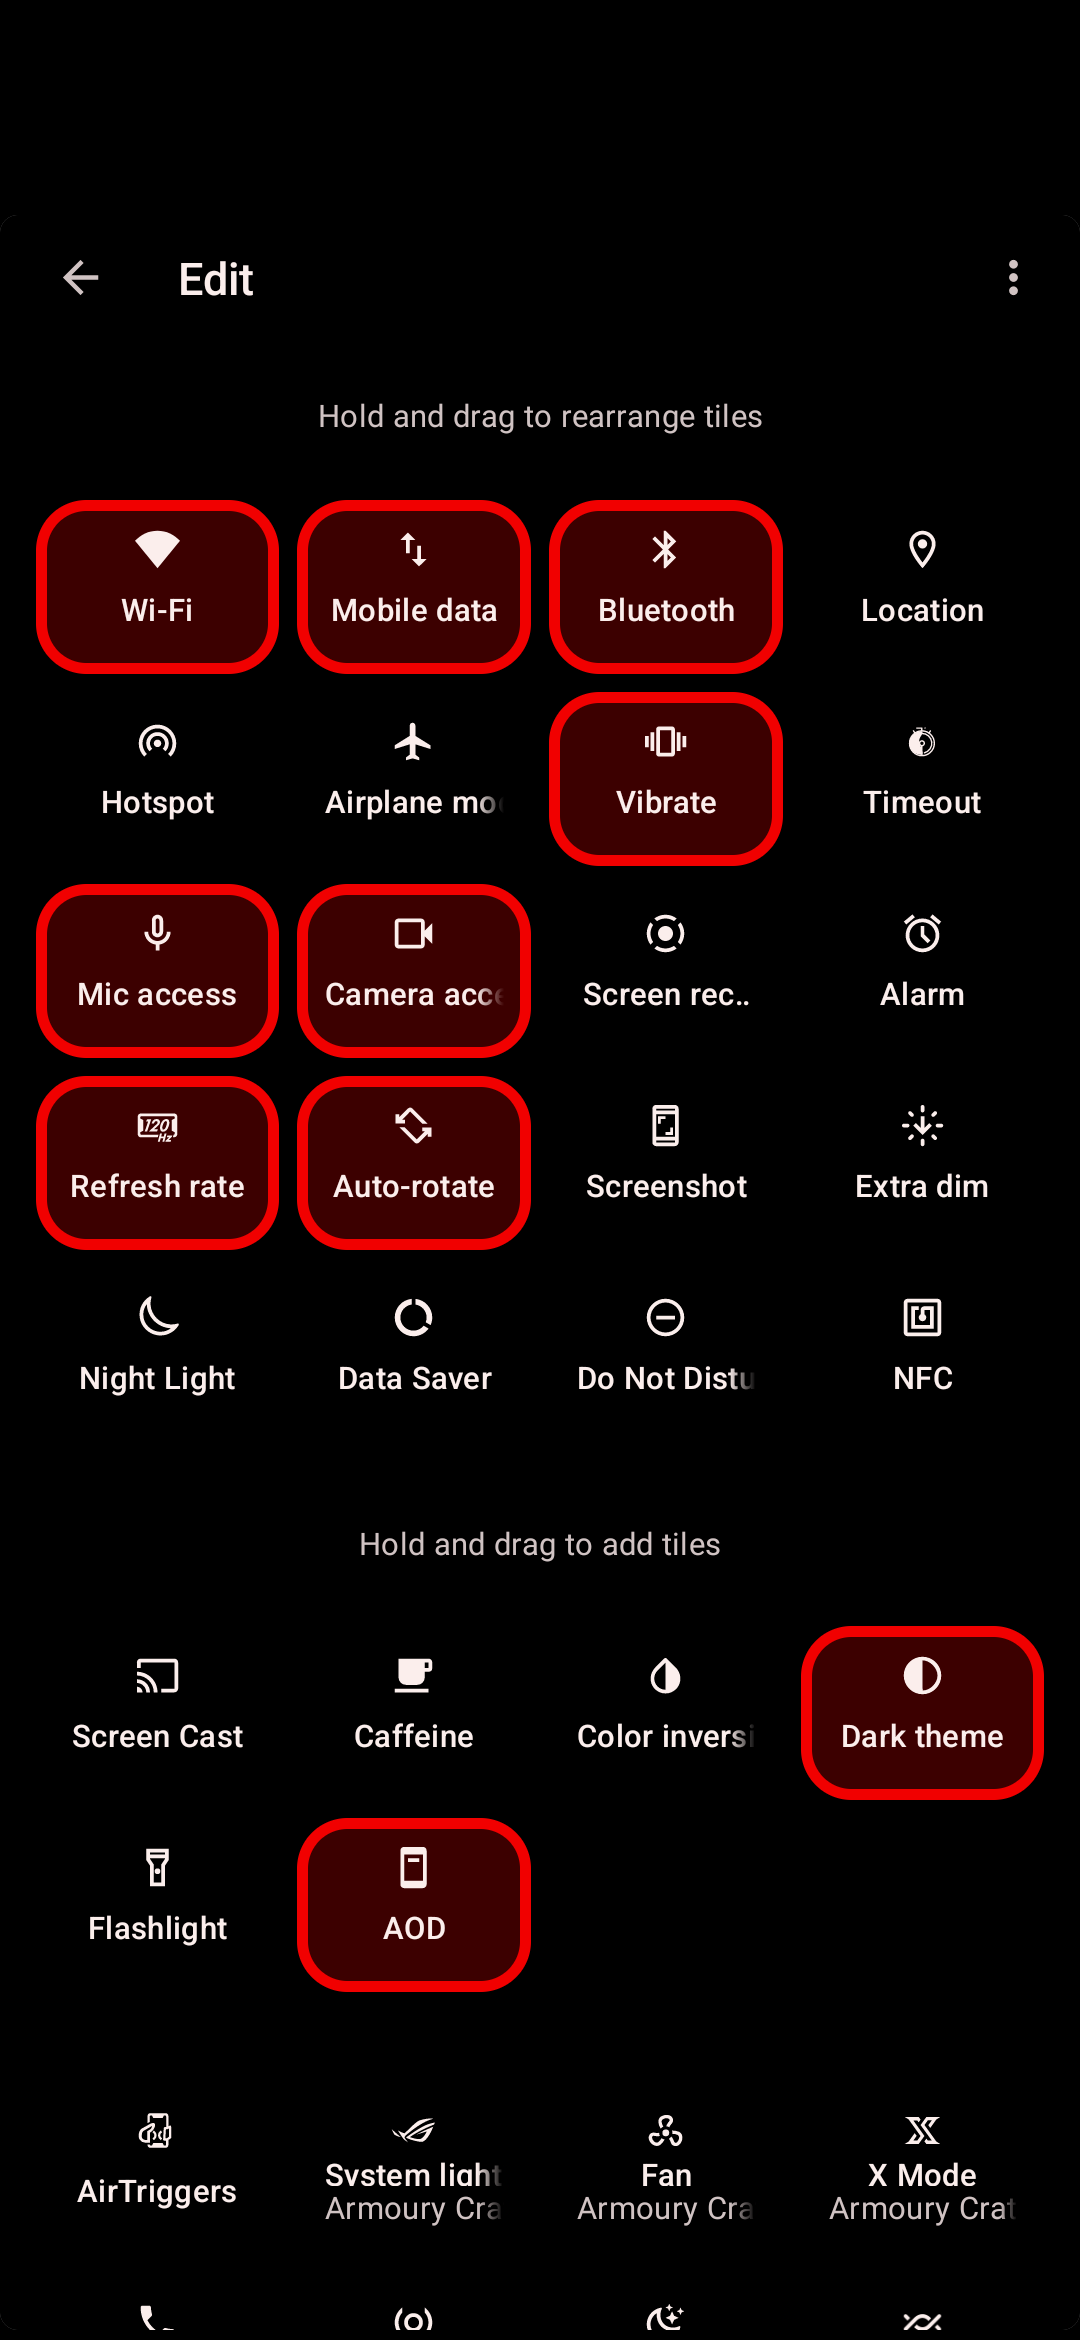 Edit
Hold and drag to rearrange tiles
Wi-Fi
Mobile data
Bluetooth
Location
Hotspot
Airplane mo
Vibrate
Timeout
Mic access
Camera acce
Screen rec..
Alarm
120
Hz
Refresh rate
Auto-rotate
Screenshot
Extra dim
Night Light
Data Saver
Do Not Distu
NFC
Hold and drag to add tiles
Screen Cast
Caffeine
Color inversi
Dark theme
Flashlight
AOD
AirTriggers
System light
Armoury Cra
Fan
Armoury Cra
X Mode
Armoury Crat